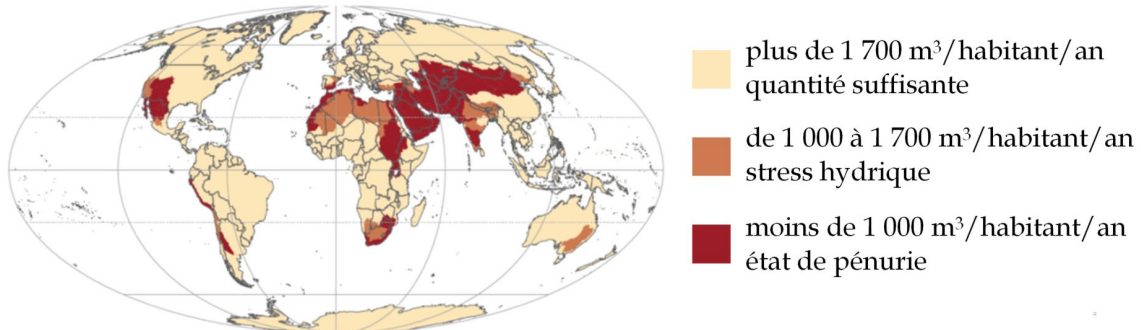 plus de 1 700 m³/habitant/an
quantité suffisante
de 1 000 à 1 700 m³/habitant/an
stress hydrique
moins de 1 000 m³/habitant/an
état de pénurie